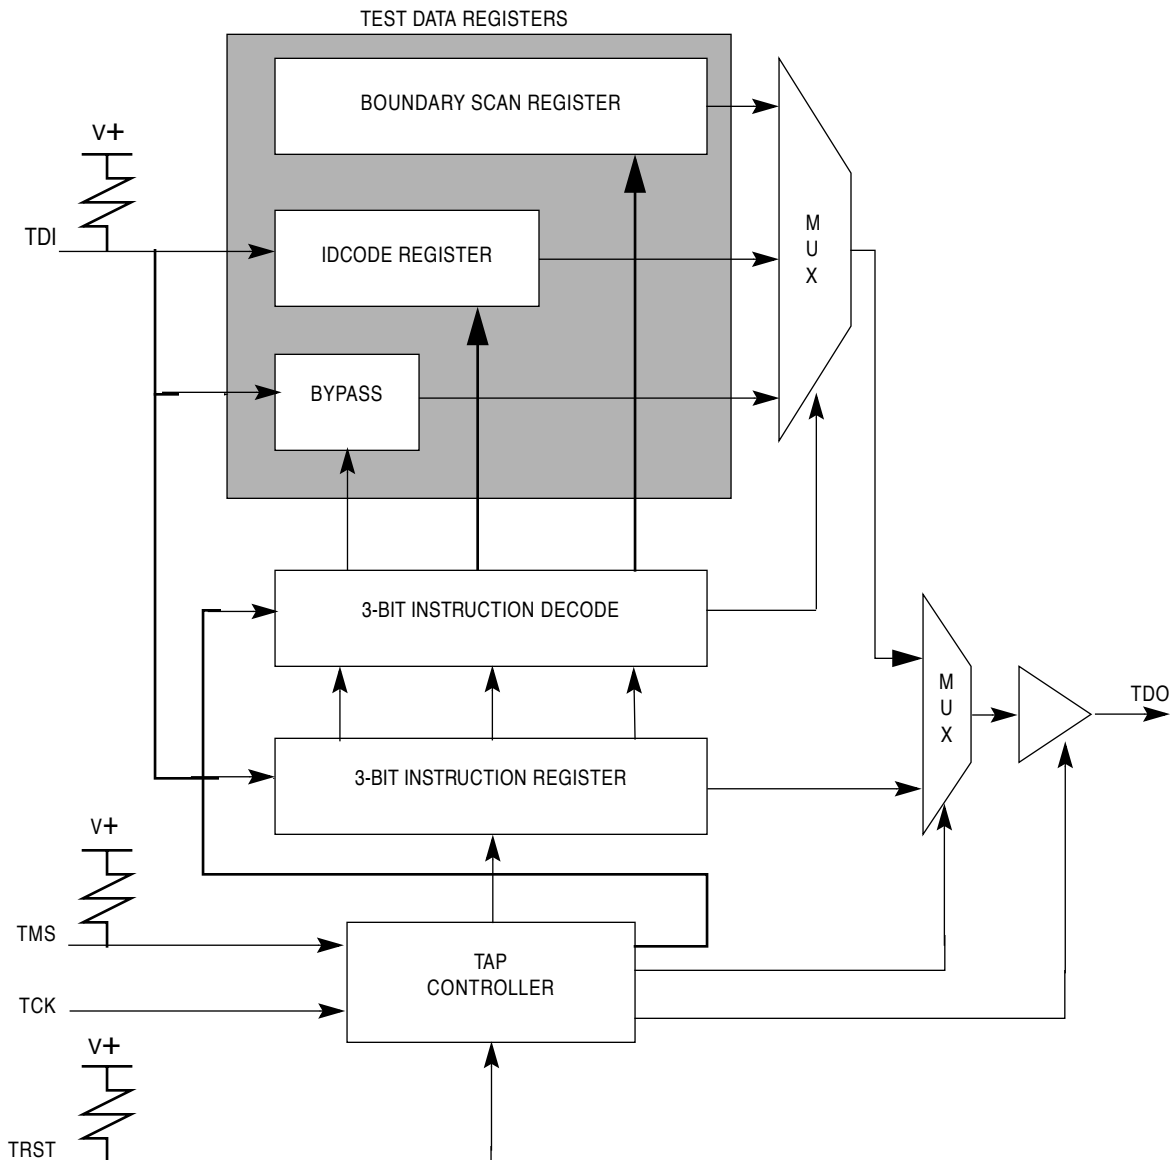 TEST DATA REGISTERS
BOUNDARY SCAN REGISTER
V+
TDI
IDCODE REGISTER
M
U
X
BYPASS
3-BIT INSTRUCTION DECODE
M
U
X
TDO
3-BIT INSTRUCTION REGISTER
V+
TMS
TAP
CONTROLLER
TCK
V+
TRST